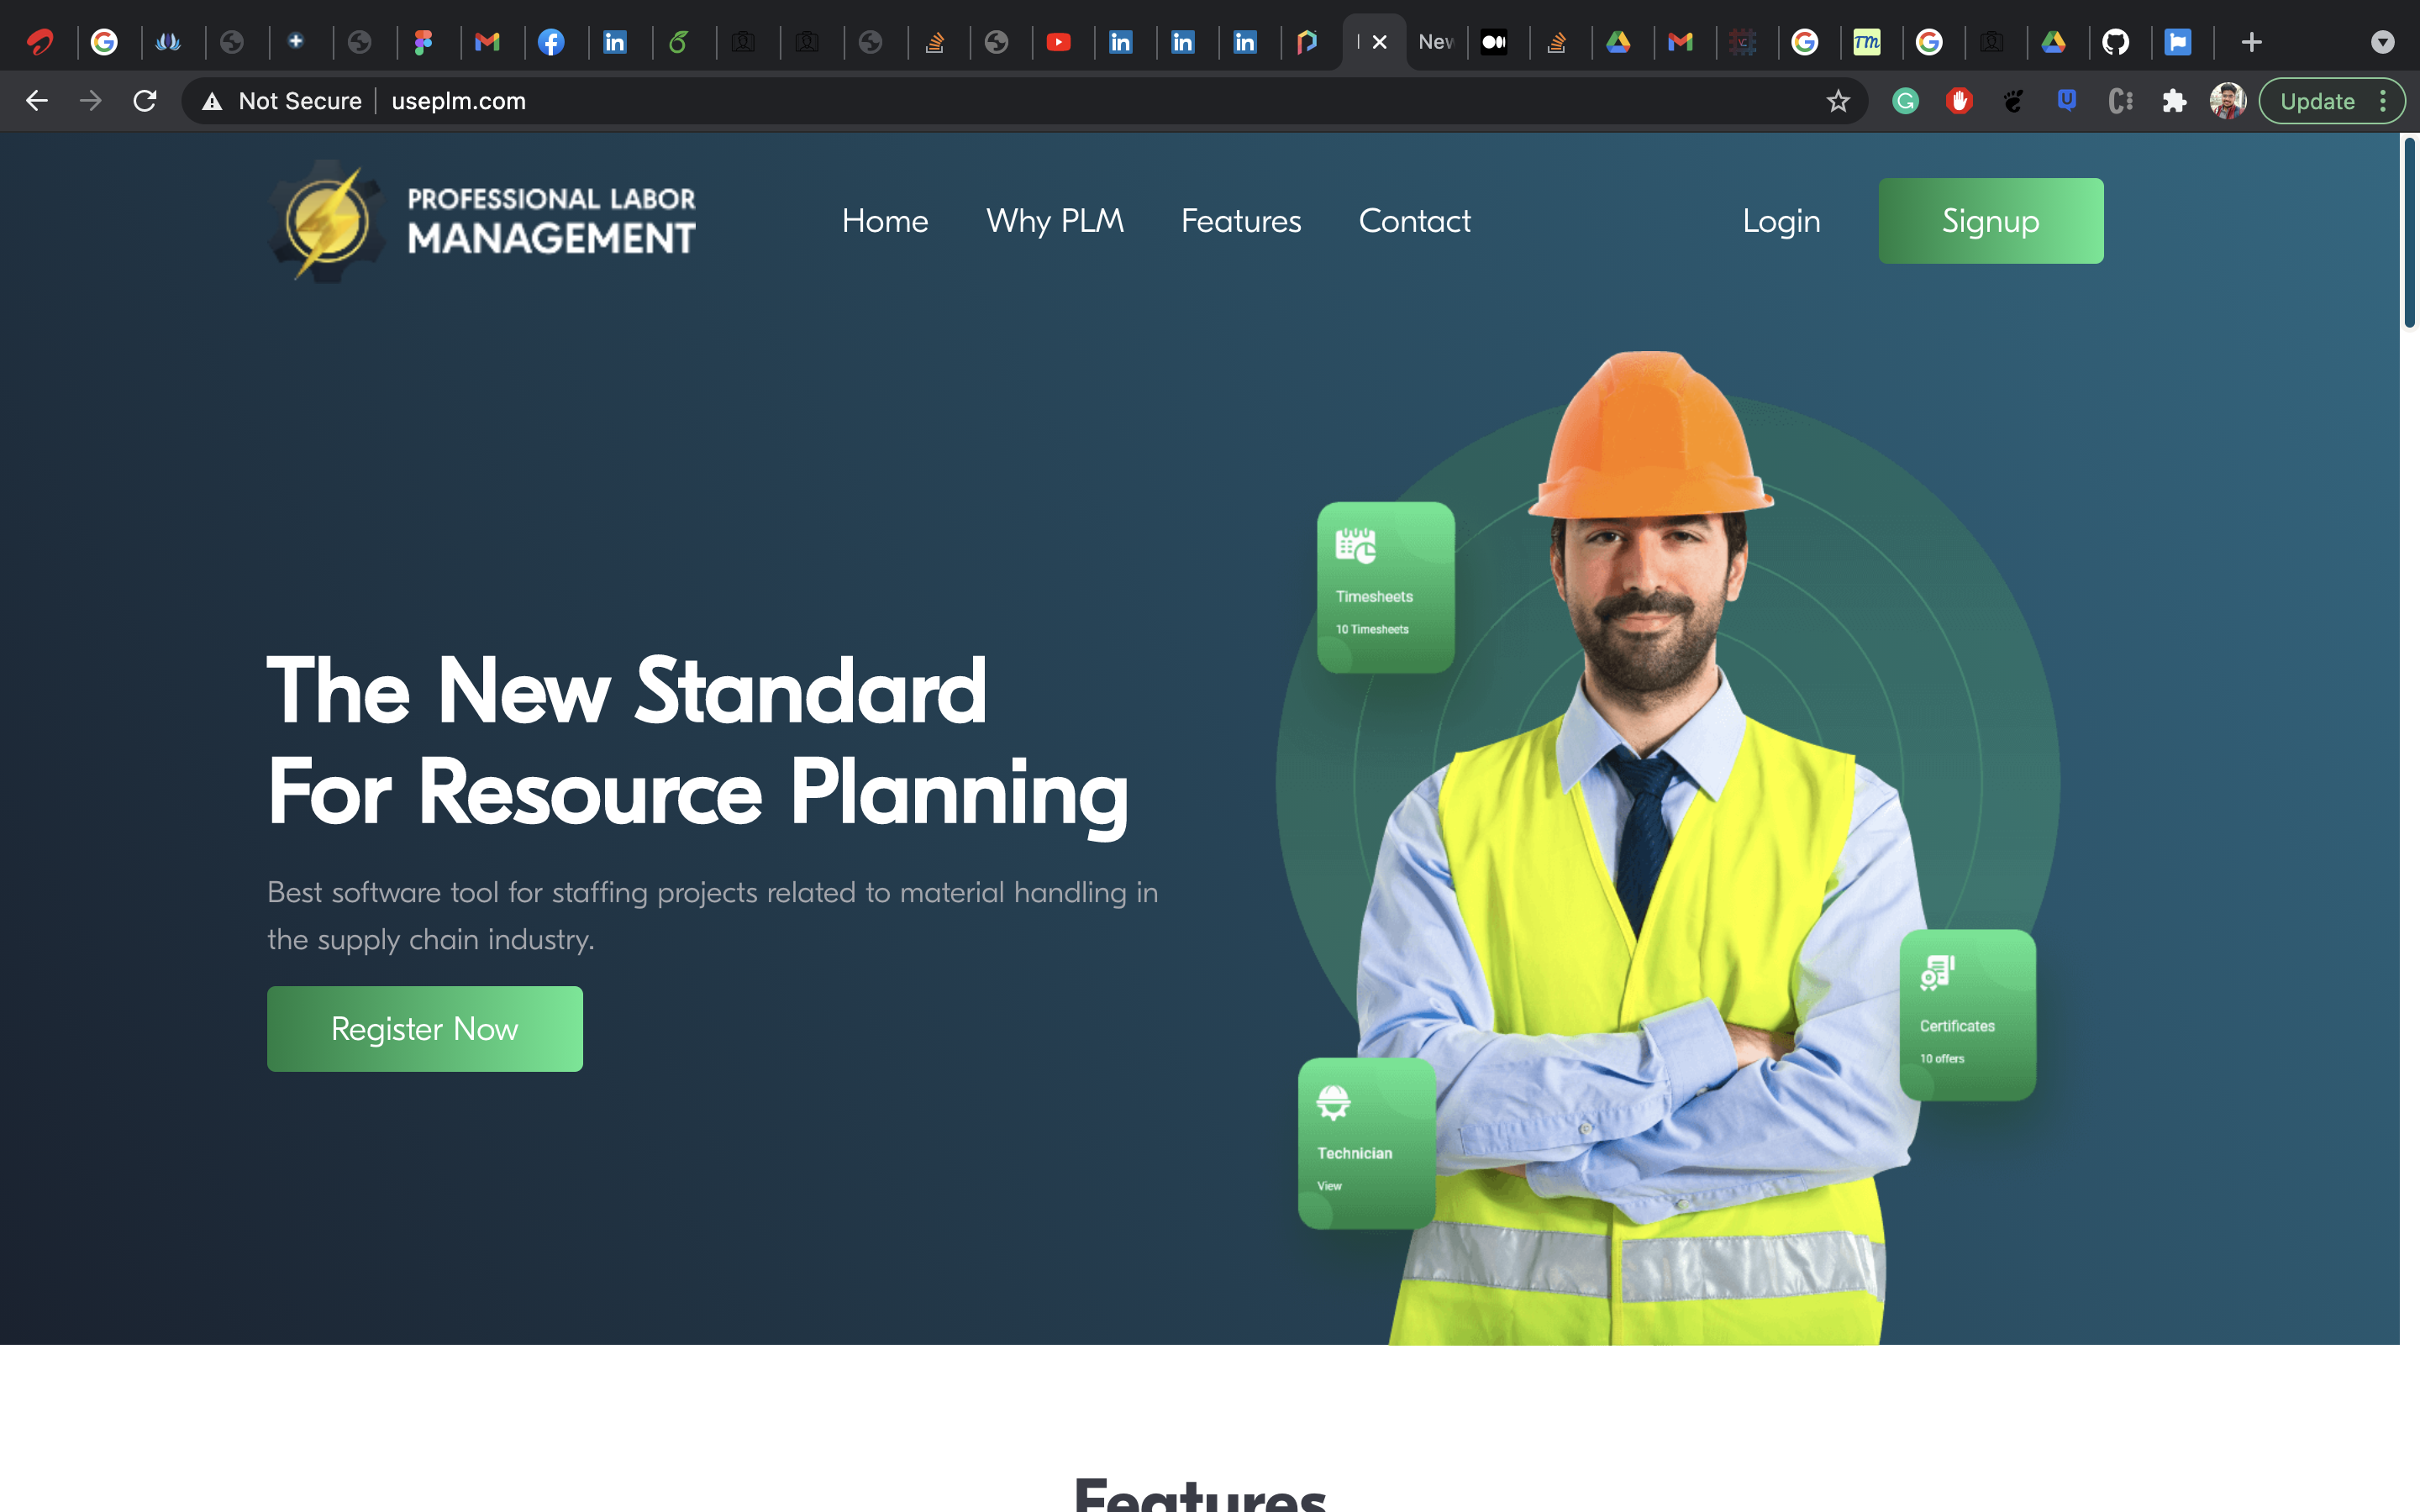 New
Not Secure
useplm.com
Update
PROFESSIONAL LABOR
MANAGEMENT
Home
Why PLM
Features
Contact
Login
Signup
Timesheets
10 Timesheets
The New Standard
For Resource Planning
Best software tool for staffing projects related to material handling in
the supply chain industry.
Register Now
Certificates
10 offers
Technician
View
Features